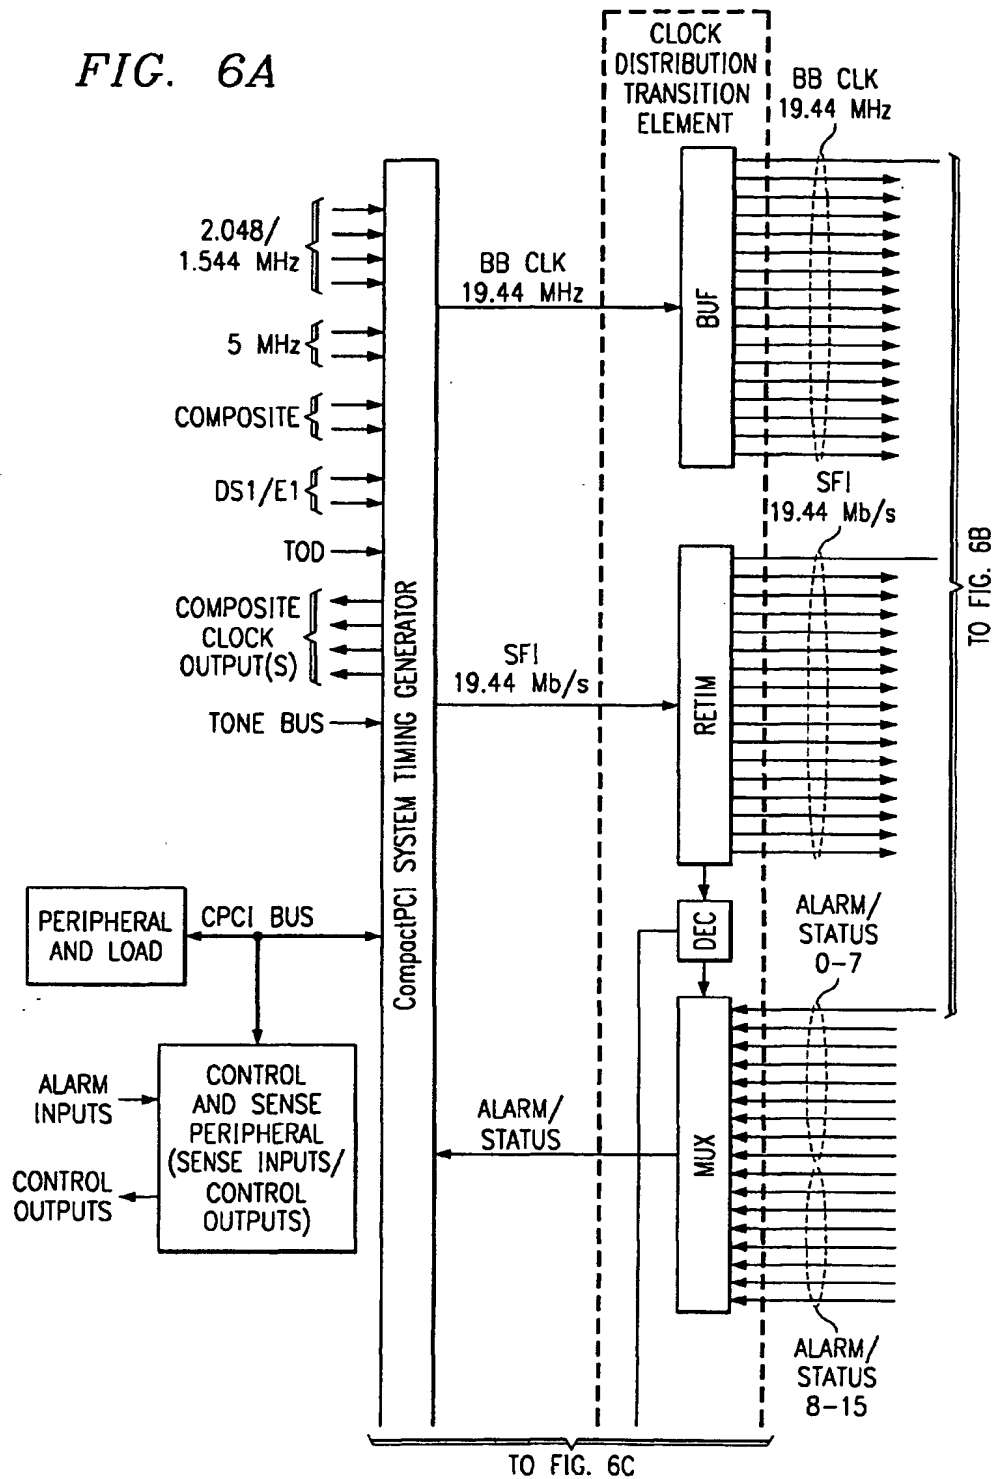 FIG. 6A
CLOCK
DISTRIBUTION
TRANSITION
ELEMENT
BB CLK
19.44 MHz
2.048/
1.544 MHz
5 MHz
COMPOSITE
DS1/E1
TOD
COMPOSITE
CLOCK
OUTPUT(S)
TONE BUS
CompactPCI SYSTEM TIMING GENERATOR
BB CLK
19.44 MHz
BUF
SFI
19.44 Mb/s
SFI
19.44 Mb/s
RETIM
TO FIG. 6B
PERIPHERAL
AND LOAD
CPCI BUS
DEC
ALARM/
STATUS
0-7
ALARM
INPUTS
CONTROL
OUTPUTS
CONTROL
AND SENSE
PERIPHERAL
(SENSE INPUTS/
CONTROL
OUTPUTS)
ALARM/
STATUS
MUX
ALARM/
STATUS
8-15
TO FIG. 6C